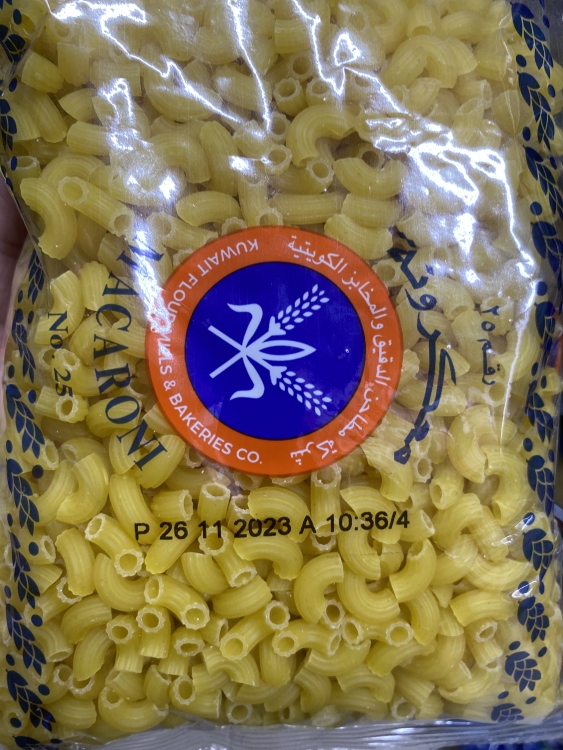 MACARONI
No. 25
KUWAIT FLOUR MILLS & BAKERIES CO.
شركة مطاحن الدقيق والمخابز الكويتية
معكرونة
رقم ٢٥
P 26 11 2023 A 10:36/4